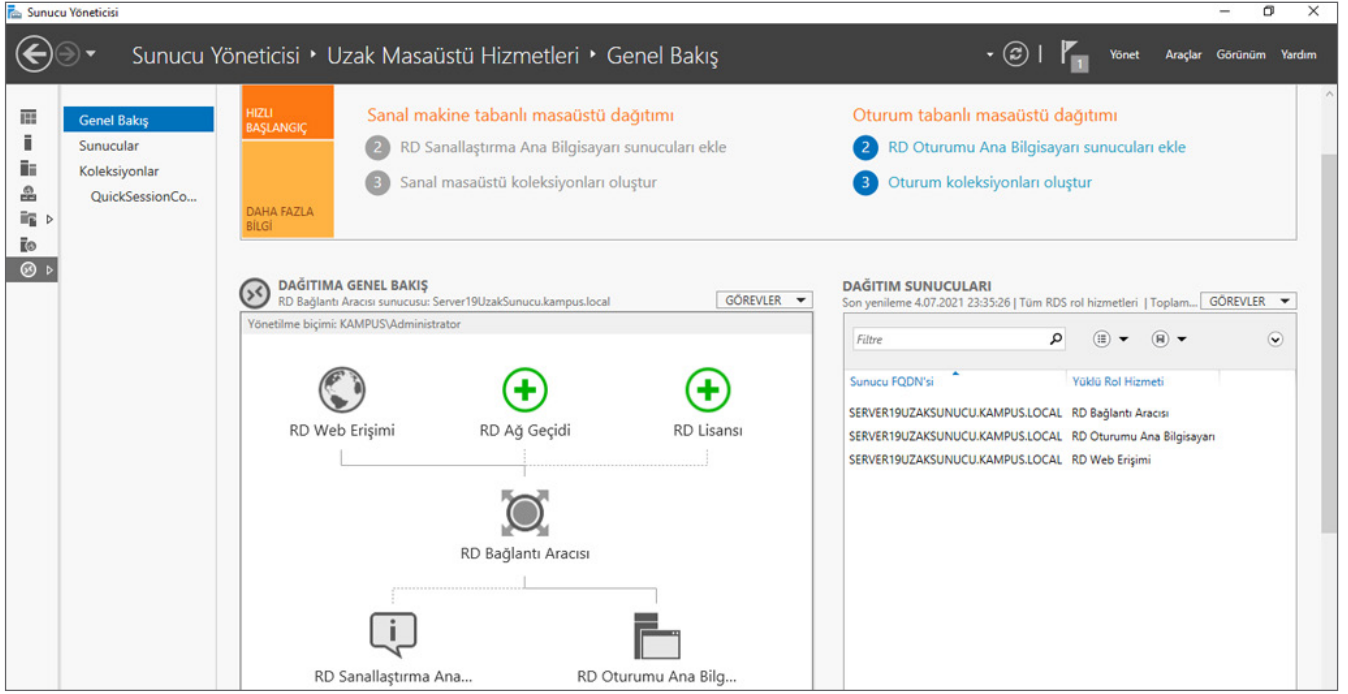 Sunucu Yöneticisi
Sunucu Yöneticisi ‣ Uzak Masaüstü Hizmetleri ‣ Genel Bakış
1
Yönet Araçlar Görünüm Yardım
Genel Bakış
Sunucular
Koleksiyonlar
QuickSessionCo...
HIZLI
BAŞLANGIÇ
DAHA FAZLA
BİLGİ
Sanal makine tabanlı masaüstü dağıtımı
2 RD Sanallaştırma Ana Bilgisayarı sunucuları ekle
3 Sanal masaüstü koleksiyonları oluştur
Oturum tabanlı masaüstü dağıtımı
2 RD Oturumu Ana Bilgisayarı sunucuları ekle
3 Oturum koleksiyonları oluştur
DAĞITIMA GENEL BAKIŞ
RD Bağlantı Aracısı sunucusu: Server19UzakSunucu.kampus.local
GÖREVLER
Yönetilme biçimi: KAMPUS\Administrator
RD Web Erişimi
RD Ağ Geçidi
RD Lisansı
RD Bağlantı Aracısı
RD Sanallaştırma Ana...
RD Oturumu Ana Bilg...
DAĞITIM SUNUCULARI
Son yenileme 4.07.2021 23:35:26 | Tüm RDS rol hizmetleri | Toplam...
GÖREVLER
Filtre
Sunucu FQDN'si Yüklü Rol Hizmeti
SERVER19UZAKSUNUCU.KAMPUS.LOCAL RD Bağlantı Aracısı
SERVER19UZAKSUNUCU.KAMPUS.LOCAL RD Oturumu Ana Bilgisayarı
SERVER19UZAKSUNUCU.KAMPUS.LOCAL RD Web Erişimi